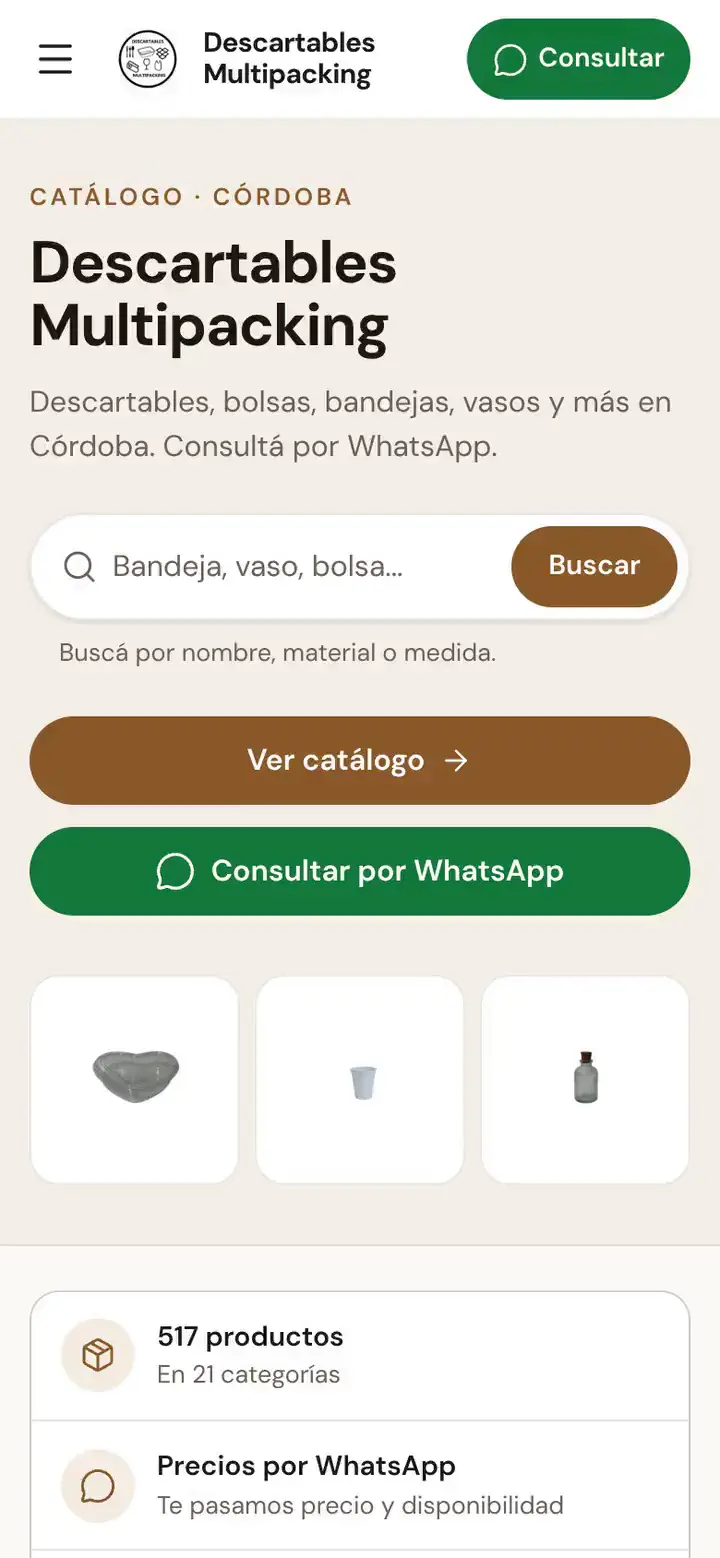 DESCARTABLES
MULTIPACKING
Descartables
Multipacking
Consultar
CATÁLOGO · CÓRDOBA
Descartables
Multipacking
Descartables, bolsas, bandejas, vasos y más en
Córdoba. Consultá por WhatsApp.
Bandeja, vaso, bolsa...
Buscar
Buscá por nombre, material o medida.
Ver catálogo →
Consultar por WhatsApp
517 productos
En 21 categorías
Precios por WhatsApp
Te pasamos precio y disponibilidad